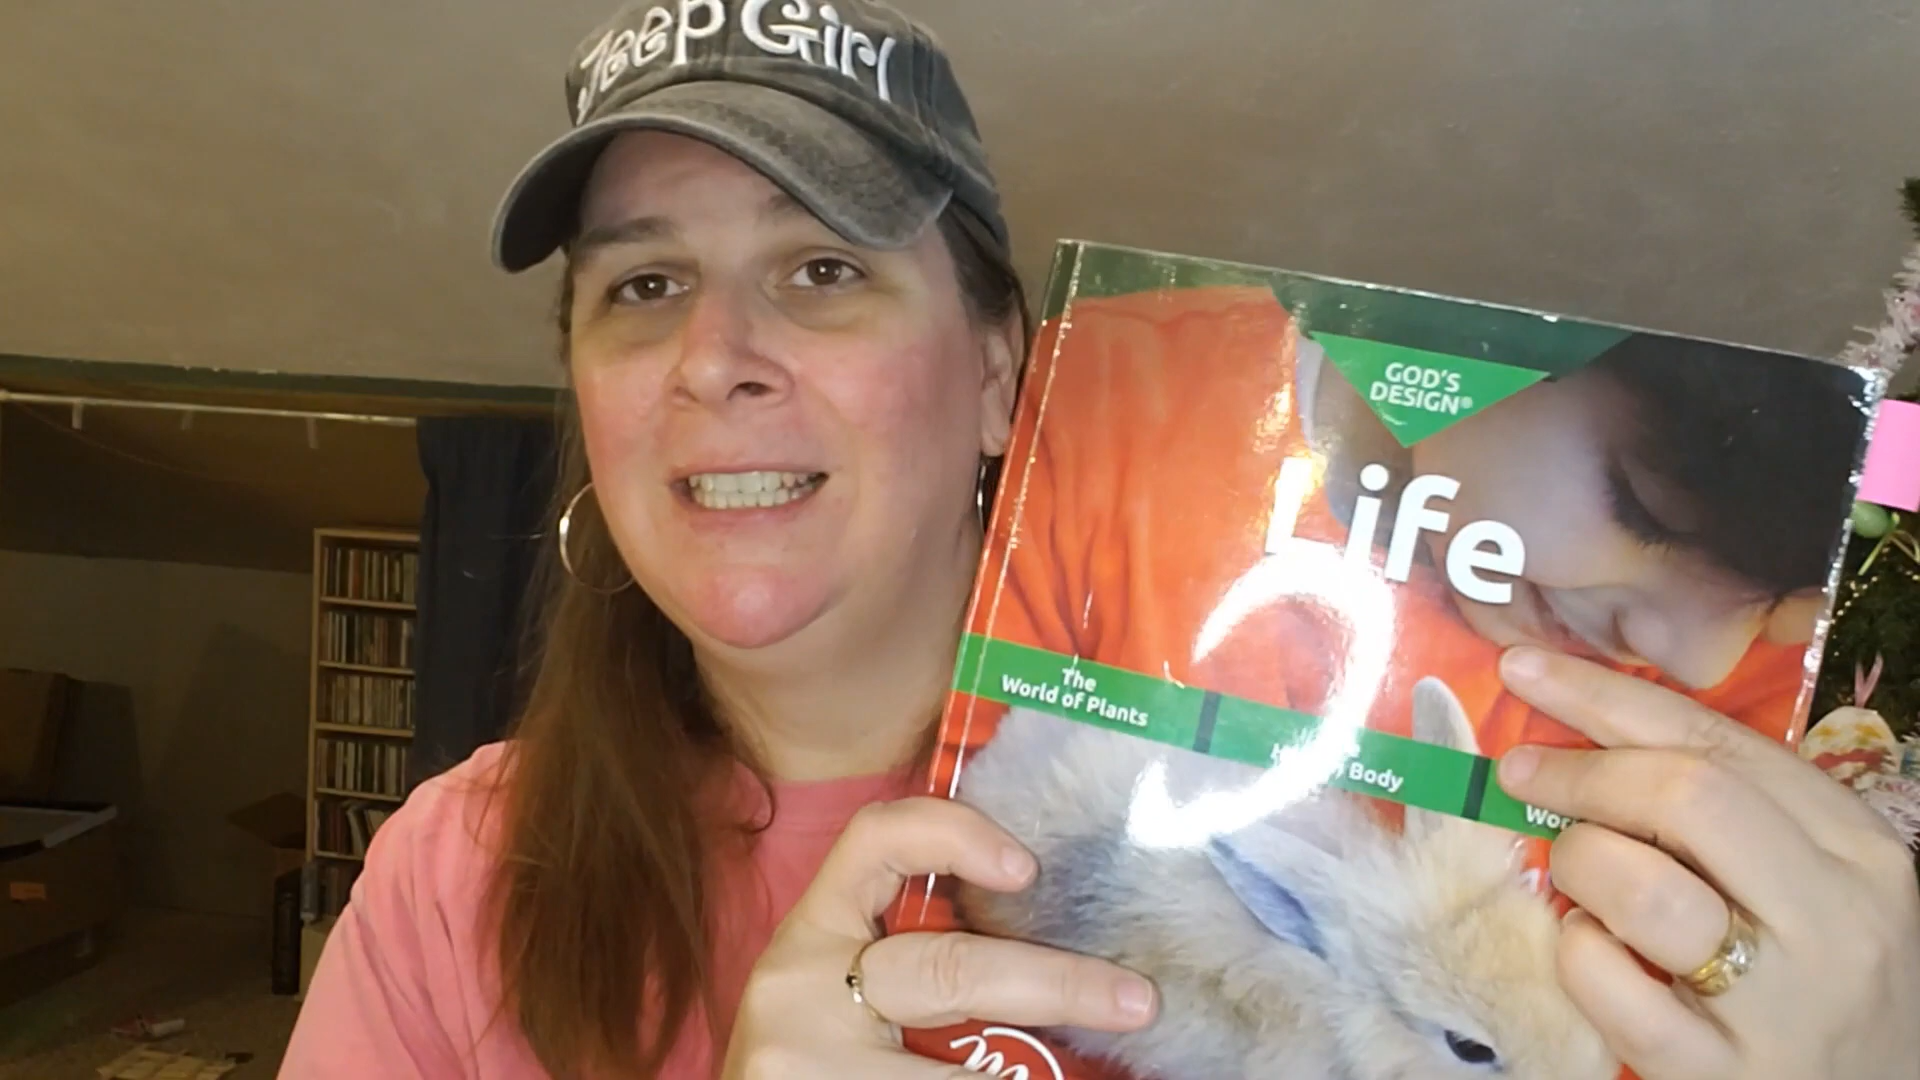 Jeep Girl
GOD'S
DESIGN®
Life
The
World of Plants
Body